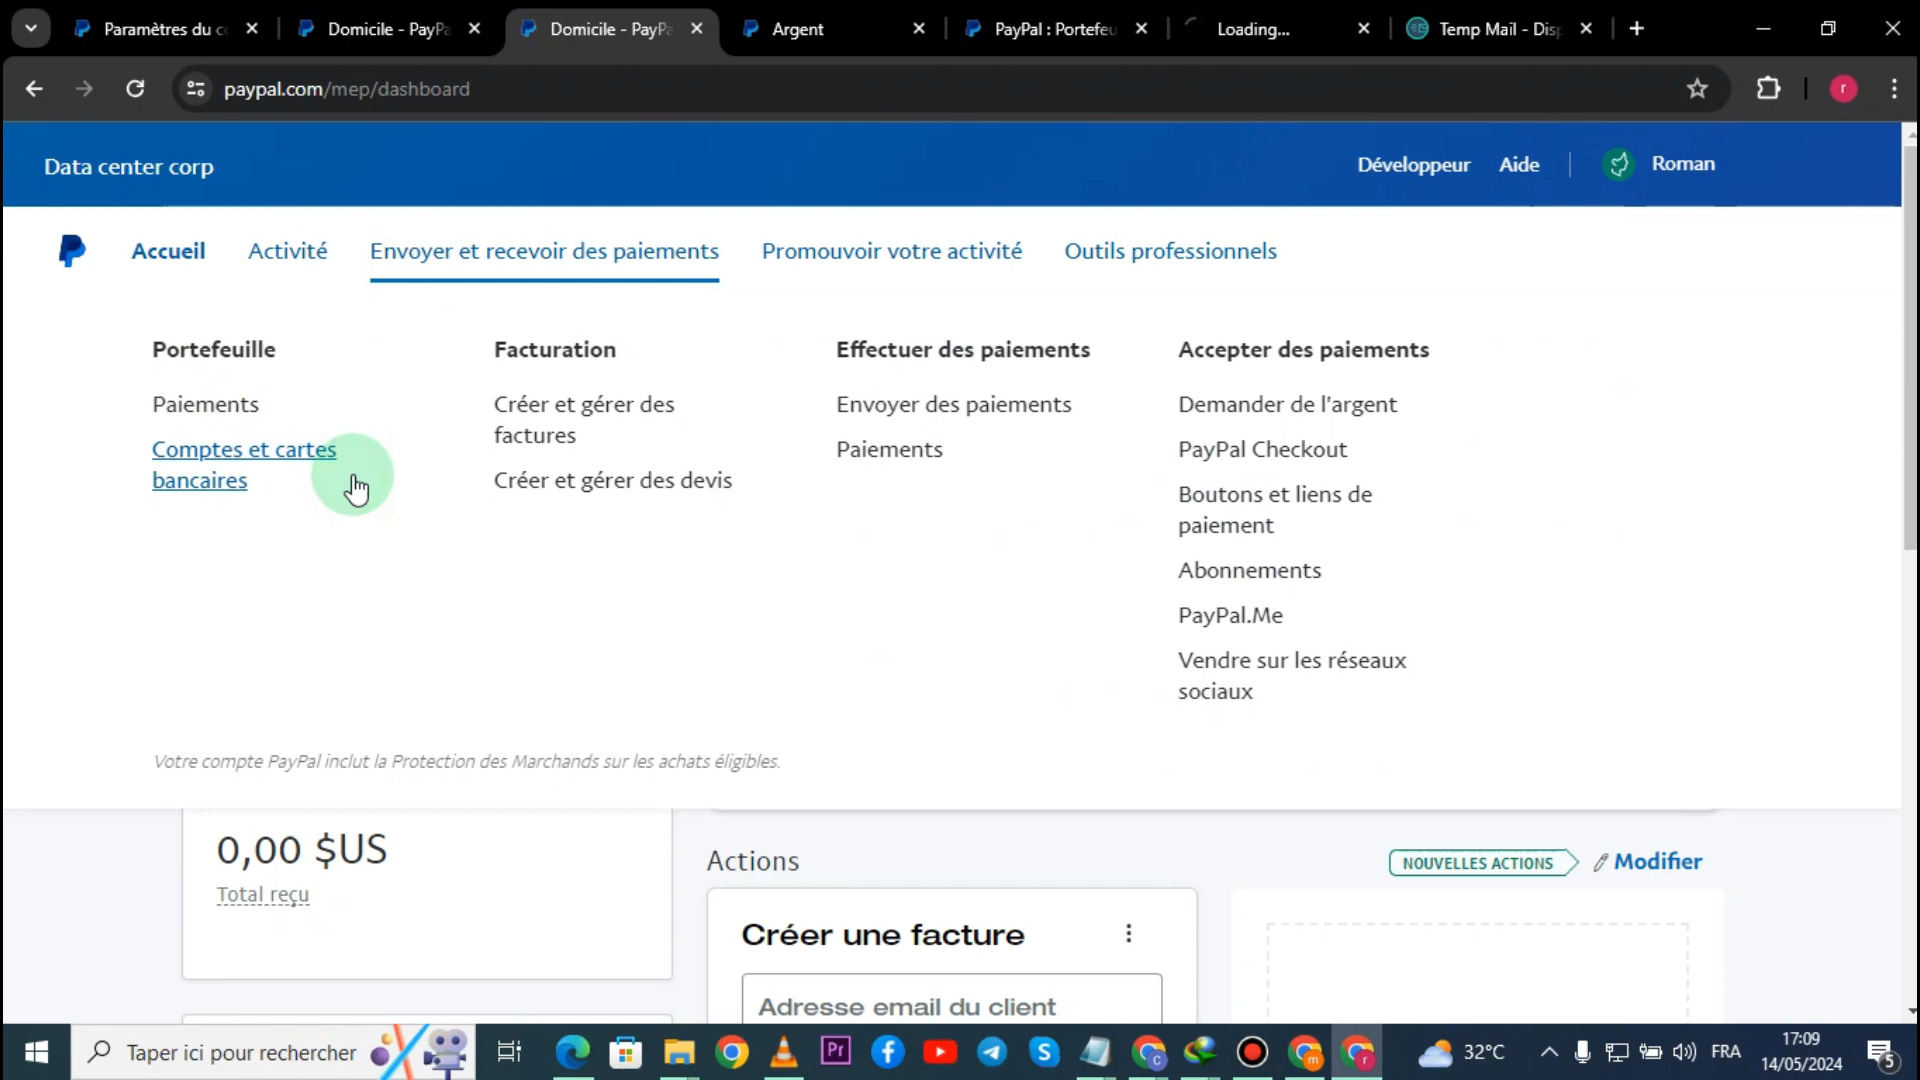 Paramètres du c
Domicile - PayPa
Domicile - PayPa
Argent
PayPal : Portefeu
Loading...
Temp Mail - Disp
paypal.com/mep/dashboard
r
Data center corp
Développeur
Aide
Roman
Accueil
Activité
Envoyer et recevoir des paiements
Promouvoir votre activité
Outils professionnels
Portefeuille
Paiements
Comptes et cartes
bancaires
Facturation
Créer et gérer des
factures
Créer et gérer des devis
Effectuer des paiements
Envoyer des paiements
Paiements
Accepter des paiements
Demander de l'argent
PayPal Checkout
Boutons et liens de
paiement
Abonnements
PayPal.Me
Vendre sur les réseaux
sociaux
Votre compte PayPal inclut la Protection des Marchands sur les achats éligibles.
0,00 $US
Total reçu
Actions
NOUVELLES ACTIONS
Modifier
Créer une facture
Adresse email du client
Taper ici pour rechercher
Pr
c
m
r
32°C
FRA
17:09
14/05/2024
5